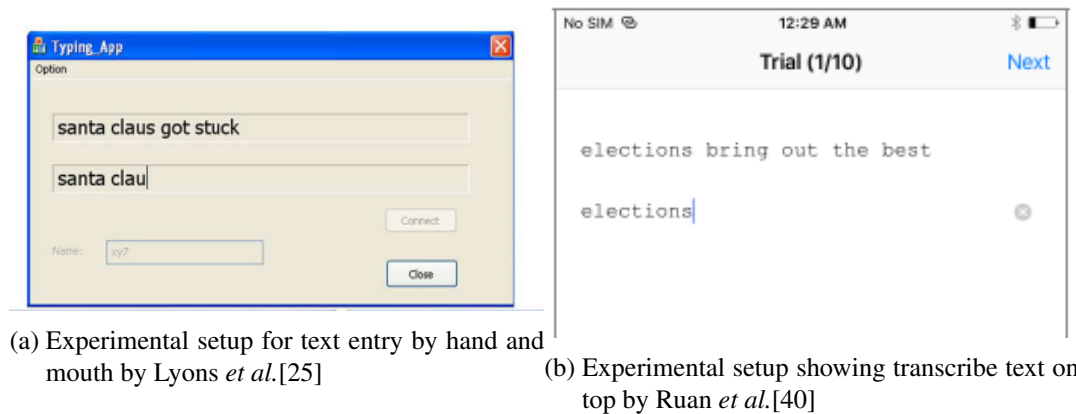 Typing_App
Option
santa claus got stuck
santa clau
Connect
Name: xy7
Close
(a) Experimental setup for text entry by hand and
mouth by Lyons et al.[25]
No SIM
12:29 AM
Trial (1/10)
Next
elections bring out the best
elections
(b) Experimental setup showing transcribe text on
top by Ruan et al.[40]